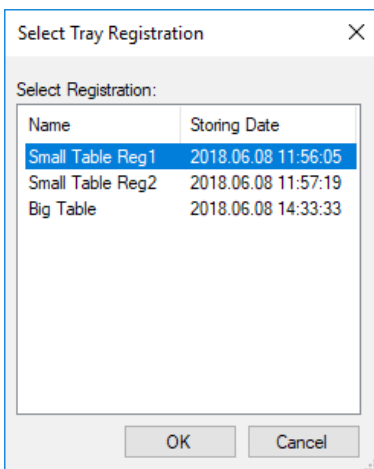 Select Tray Registration
Select Registration:
Name Storing Date
Small Table Reg1 2018.06.08 11:56:05
Small Table Reg2 2018.06.08 11:57:19
Big Table 2018.06.08 14:33:33
OK Cancel